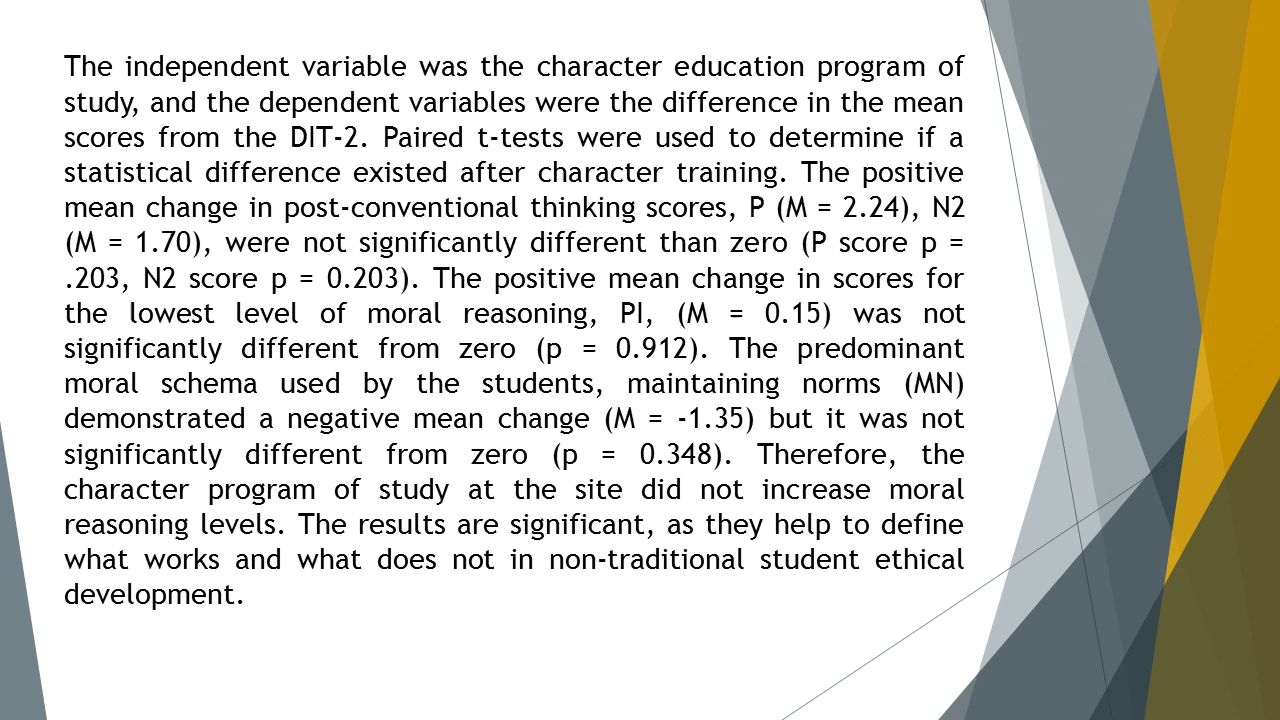 The independent variable was the character education program of
study, and the dependent variables were the difference in the mean
scores from the DIT-2. Paired t-tests were used to determine if a
statistical difference existed after character training. The positive
mean change in post-conventional thinking scores, P (M = 2.24), N2
(M = 1.70), were not significantly different than zero (P score p =
.203, N2 score p = 0.203). The positive mean change in scores for
the lowest level of moral reasoning, PI, (M = 0.15) was not
significantly different from zero (p = 0.912). The predominant
moral schema used by the students, maintaining norms (MN)
demonstrated a negative mean change (M = -1.35) but it was not
significantly different from zero (p = 0.348). Therefore, the
character program of study at the site did not increase moral
reasoning levels. The results are significant, as they help to define
what works and what does not in non-traditional student ethical
development.